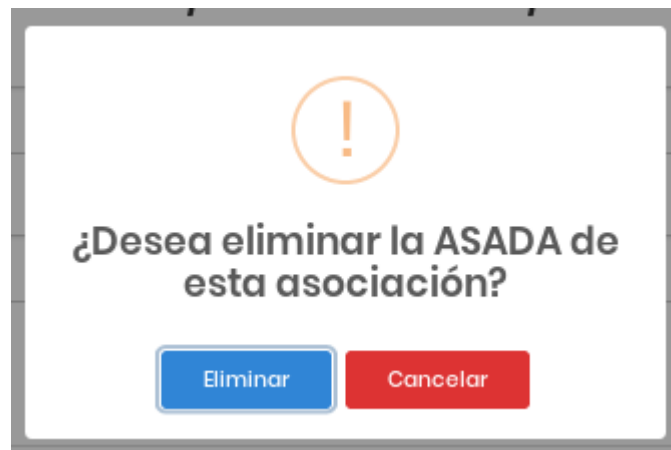 !
¿Desea eliminar la ASADA de
esta asociación?
Eliminar
Cancelar